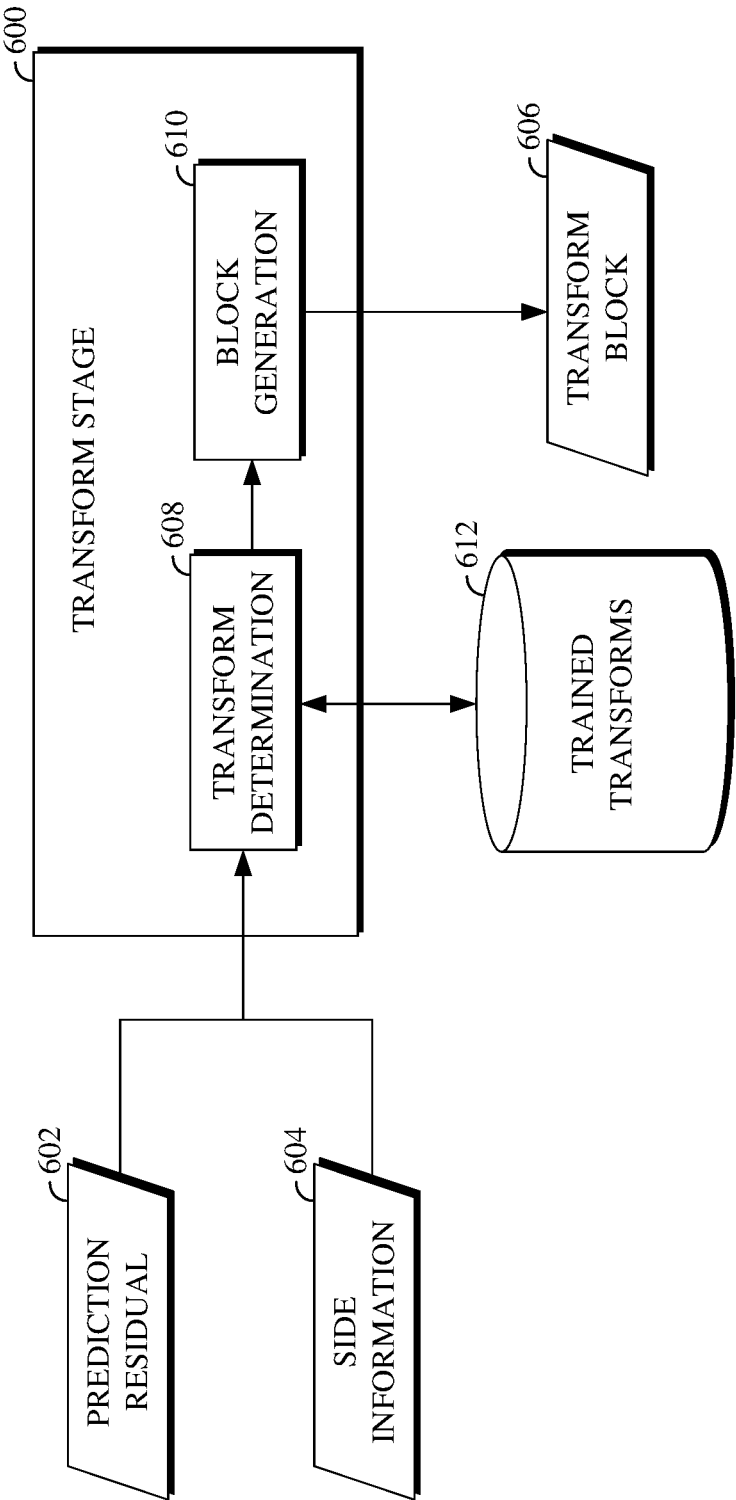 600
TRANSFORM STAGE
602
PREDICTION
RESIDUAL
608
TRANSFORM
DETERMINATION
610
BLOCK
GENERATION
604
SIDE
INFORMATION
612
TRAINED
TRANSFORMS
606
TRANSFORM
BLOCK